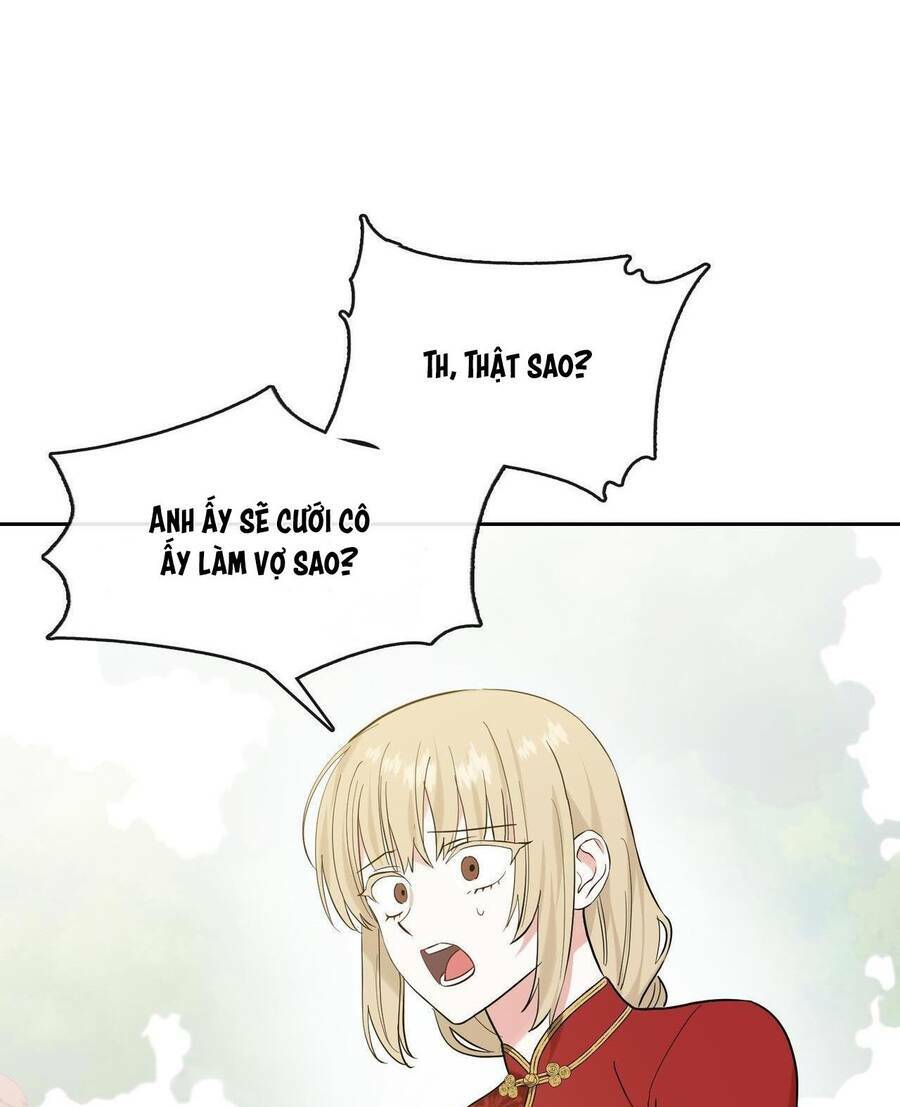 TH, THẬT SAO?
ANH ẤY SẼ CƯỚI CÔ
ẤY LÀM VỢ SAO?